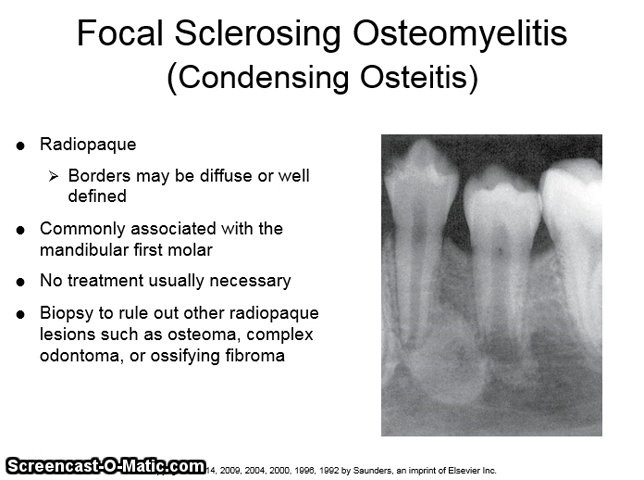 Focal Sclerosing Osteomyelitis
(Condensing Osteitis)
● Radiopaque
➢ Borders may be diffuse or well
defined
● Commonly associated with the
mandibular first molar
● No treatment usually necessary
● Biopsy to rule out other radiopaque
lesions such as osteoma, complex
odontoma, or ossifying fibroma
Screencast-O-Matic.com 14, 2009, 2004, 2000, 1996, 1992 by Saunders, an imprint of Elsevier Inc.